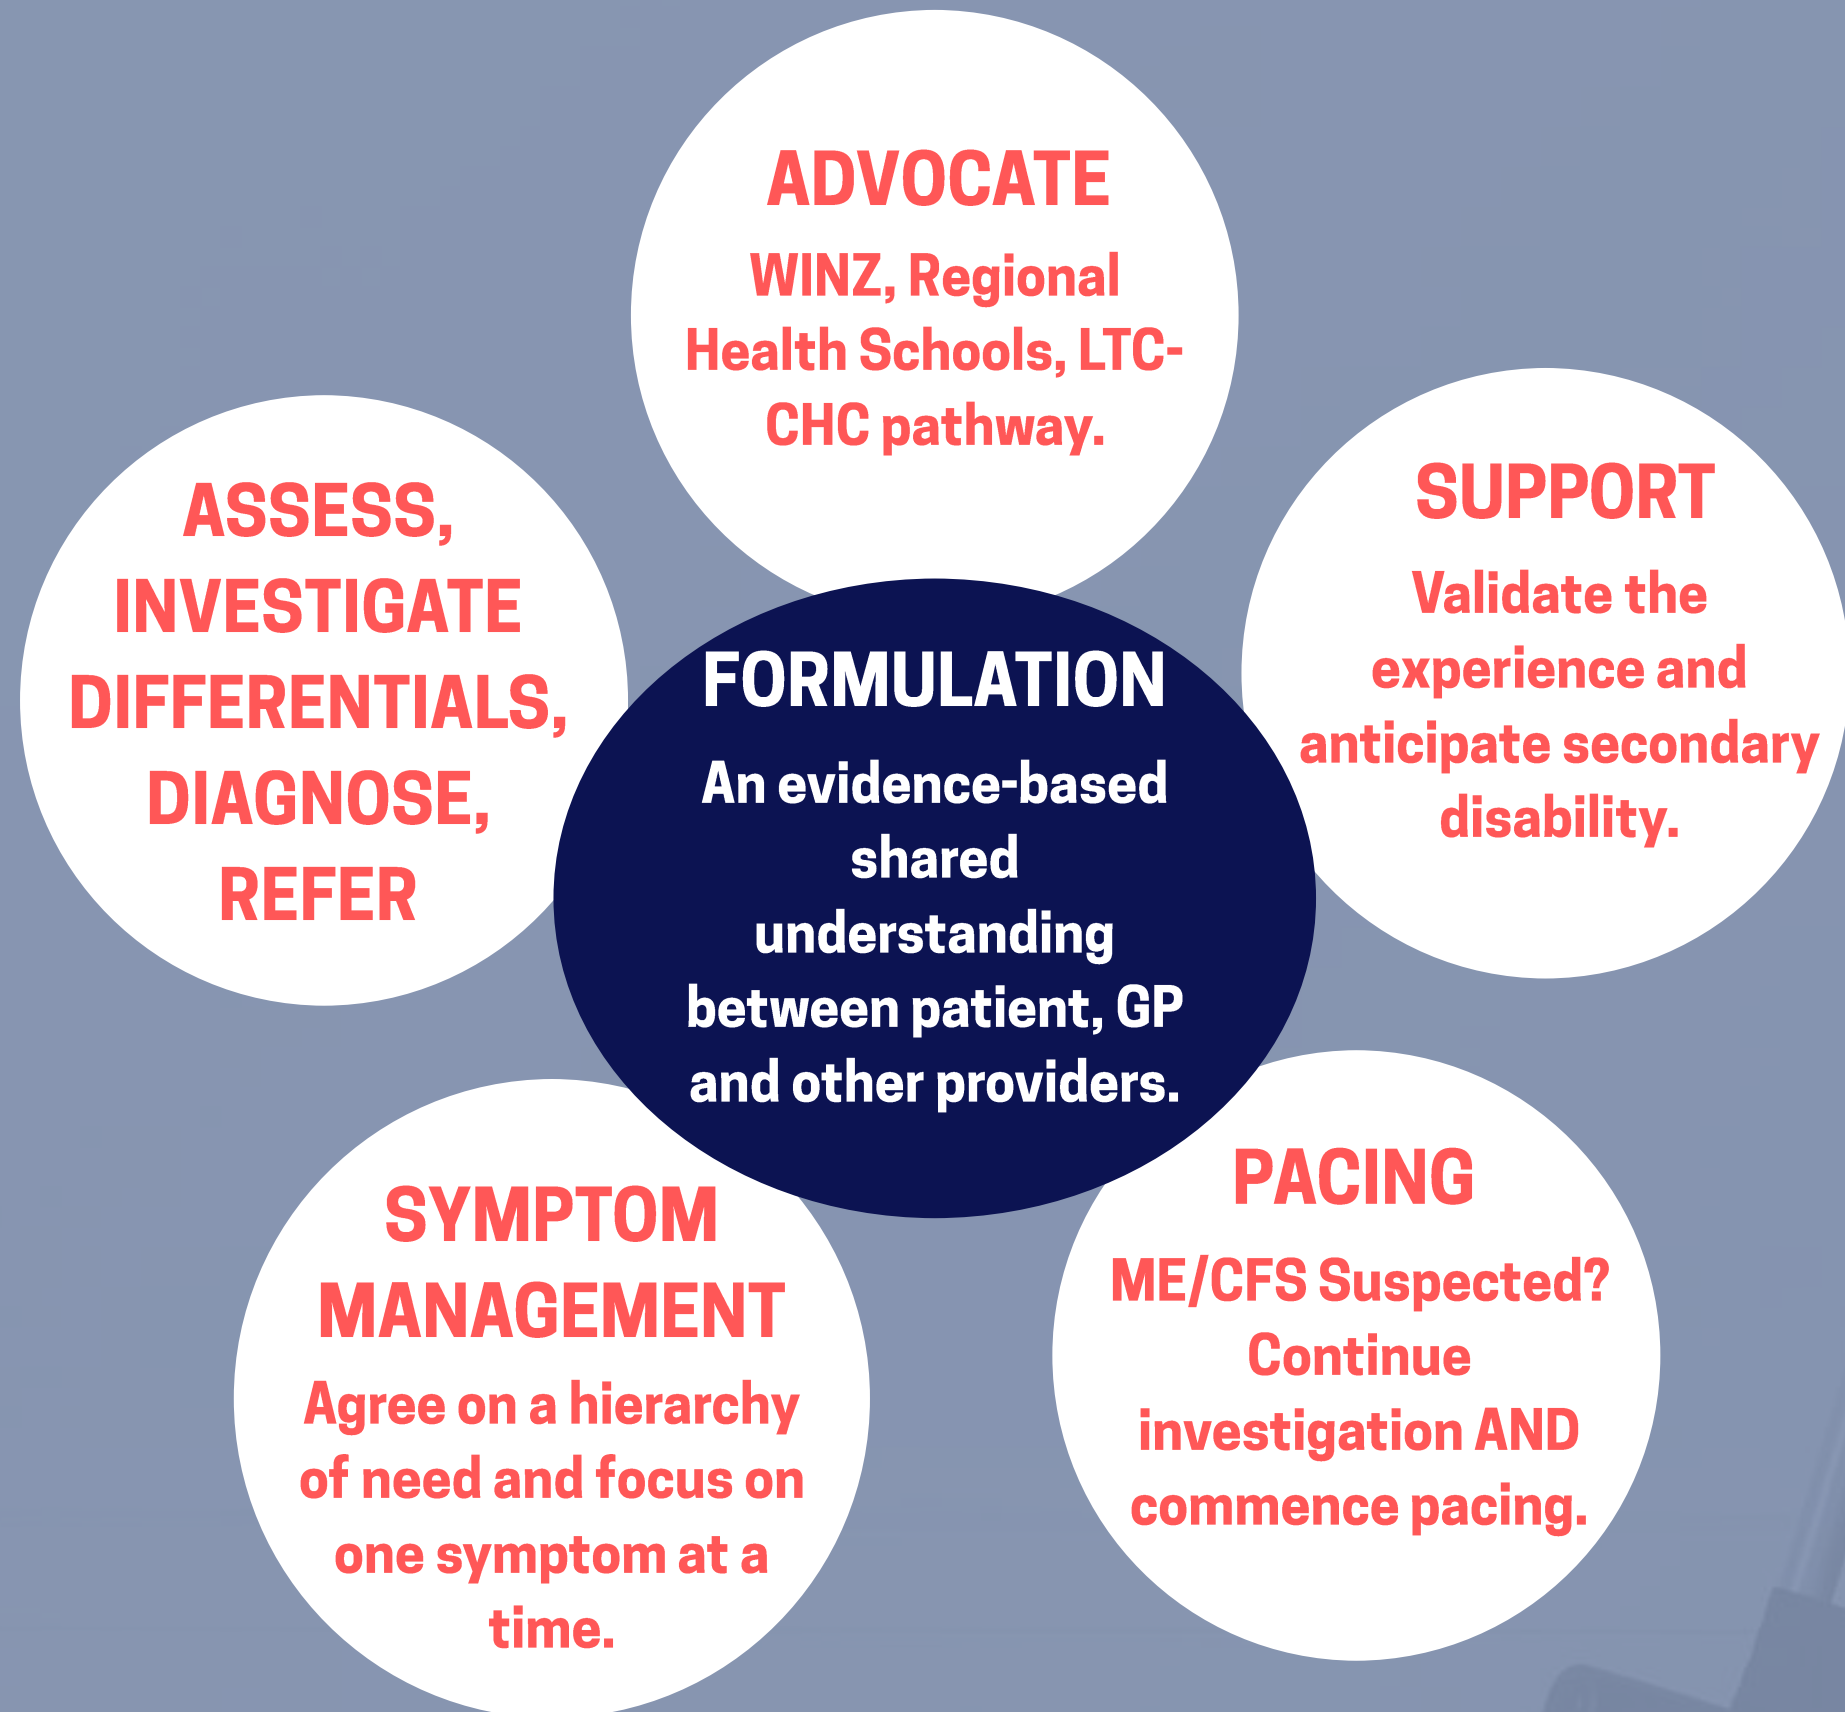 ADVOCATE
WINZ, Regional
Health Schools, LTC-
CHC pathway.
ASSESS,
INVESTIGATE
DIFFERENTIALS,
DIAGNOSE,
REFER
SUPPORT
Validate the
experience and
anticipate secondary
disability.
FORMULATION
An evidence-based
shared
understanding
between patient, GP
and other providers.
SYMPTOM
MANAGEMENT
Agree on a hierarchy
of need and focus on
one symptom at a
time.
PACING
ME/CFS Suspected?
Continue
investigation AND
commence pacing.